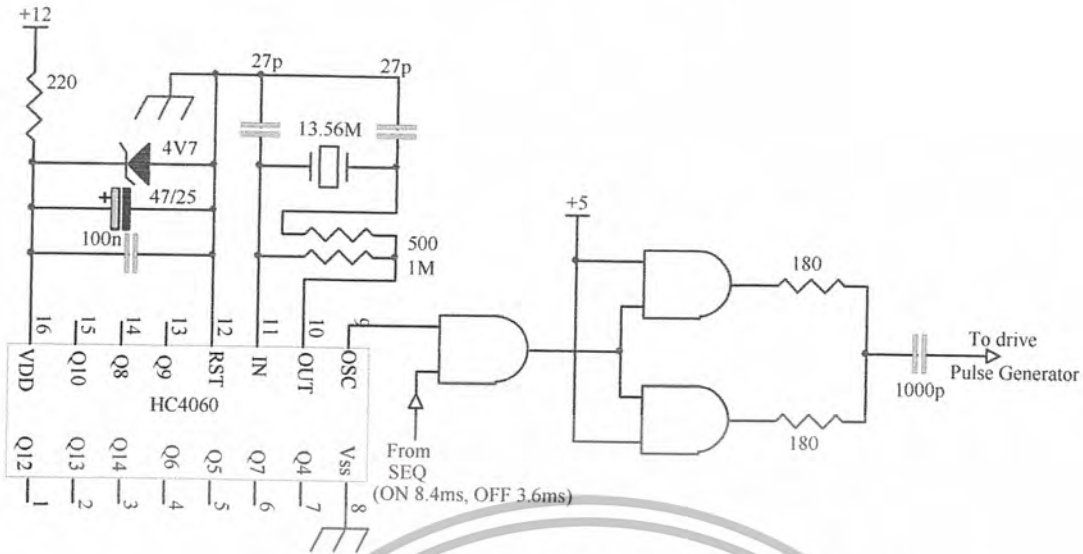 +12
220
27p
27p
13.56M
4V7
+
47/25
100n
500
1M
+5
180
16
15
14
13
12
11
10
9
VDD
Q10
Q8
Q9
RST
IN
OUT
OSC
HC4060
To drive
Pulse Generator
1000p
180
Q12
Q13
Q14
Q6
Q5
Q7
Q4
Vss
1
2
3
4
5
6
7
8
From
SEQ
(ON 8.4ms, OFF 3.6ms)